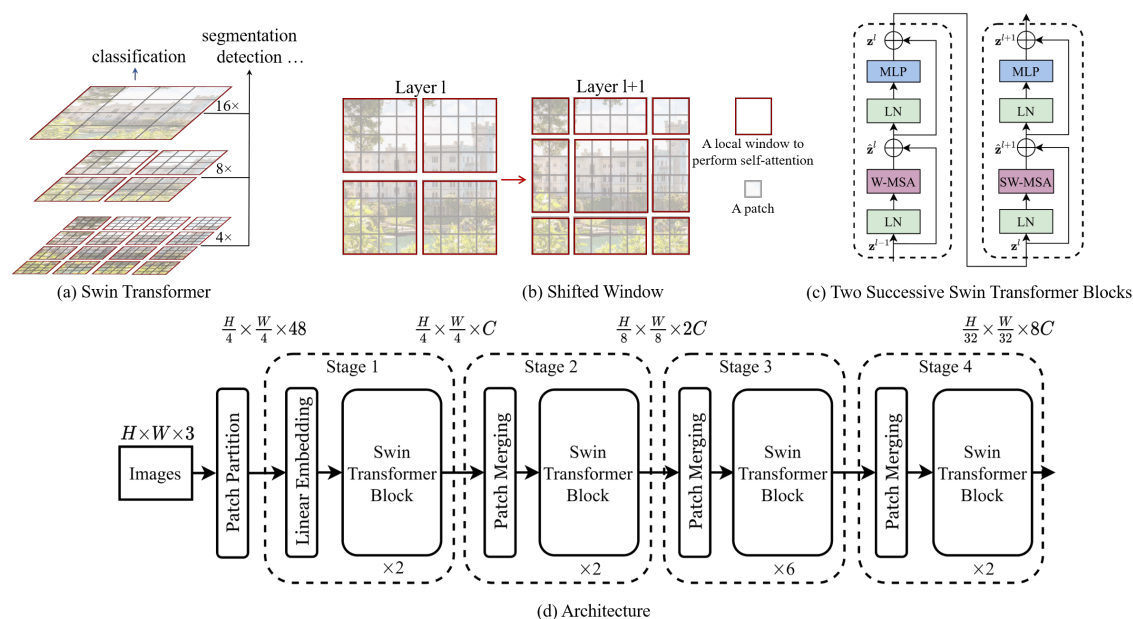 segmentation
classification
detection ...
16×
8×
4×
(a) Swin Transformer
Layer l
Layer l+1
A local window to
perform self-attention
A patch
(b) Shifted Window
z^l
MLP
LN
ẑ^l
W-MSA
LN
z^{l-1}
z^{l+1}
MLP
LN
ẑ^{l+1}
SW-MSA
LN
z^l
(c) Two Successive Swin Transformer Blocks
H/4 × W/4 × 48
H/4 × W/4 × C
H/8 × W/8 × 2C
H/32 × W/32 × 8C
Stage 1
Stage 2
Stage 3
Stage 4
H×W×3
Images
Patch Partition
Linear Embedding
Swin
Transformer
Block
×2
Patch Merging
Swin
Transformer
Block
×2
Patch Merging
Swin
Transformer
Block
×6
Patch Merging
Swin
Transformer
Block
×2
(d) Architecture